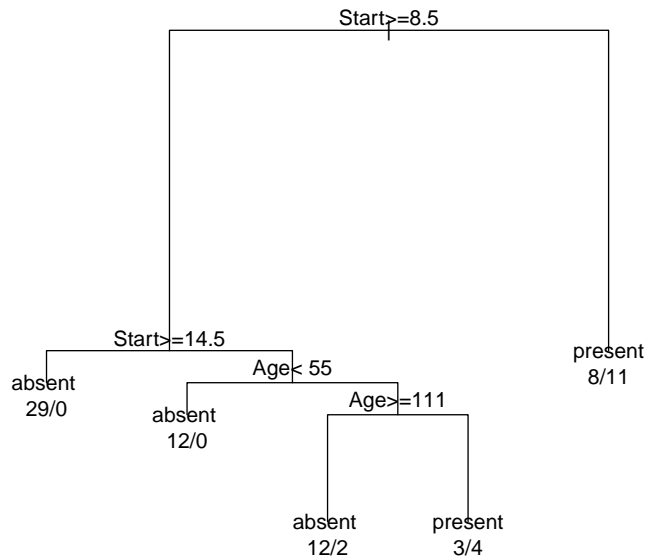 Start>=8.5
Start>=14.5
present
8/11
Age< 55
absent
29/0
Age>=111
absent
12/0
absent
12/2
present
3/4